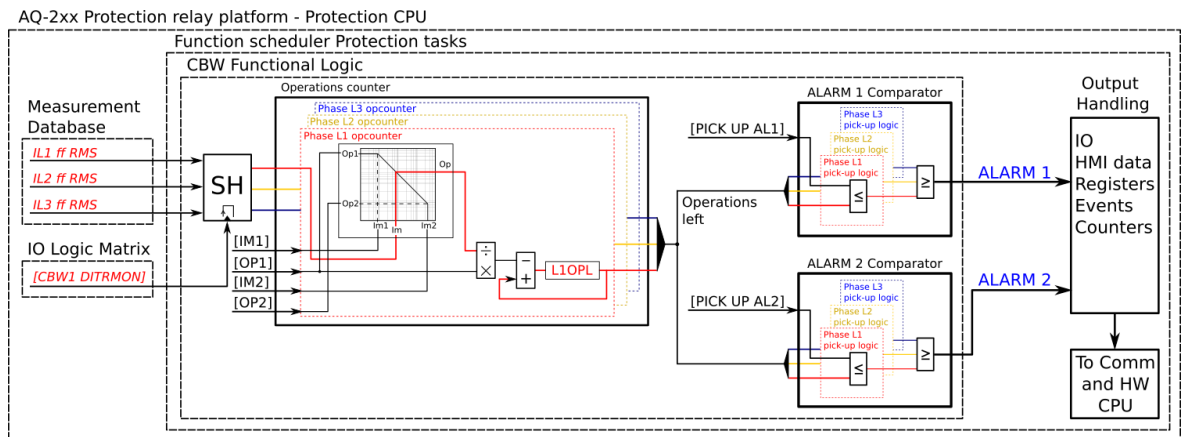 AQ-2xx Protection relay platform - Protection CPU
Function scheduler Protection tasks
CBW Functional Logic
Measurement
Database
IL1 ff RMS
IL2 ff RMS
IL3 ff RMS
IO Logic Matrix
[CBW1 DITRMON]
SH
Operations counter
Phase L3 opcounter
Phase L2 opcounter
Phase L1 opcounter
Op1
Op
Op2
Im1
Im2
Im
[IM1]
[OP1]
[IM2]
[OP2]
÷
×
−
+
L1OPL
Operations
left
ALARM 1 Comparator
[PICK UP AL1]
Phase L3
pick-up logic
Phase L2
pick-up logic
Phase L1
pick-up logic
≤
≥
ALARM 1
ALARM 2 Comparator
[PICK UP AL2]
Phase L3
pick-up logic
Phase L2
pick-up logic
Phase L1
pick-up logic
≤
≥
ALARM 2
Output
Handling
IO
HMI data
Registers
Events
Counters
To Comm
and HW
CPU